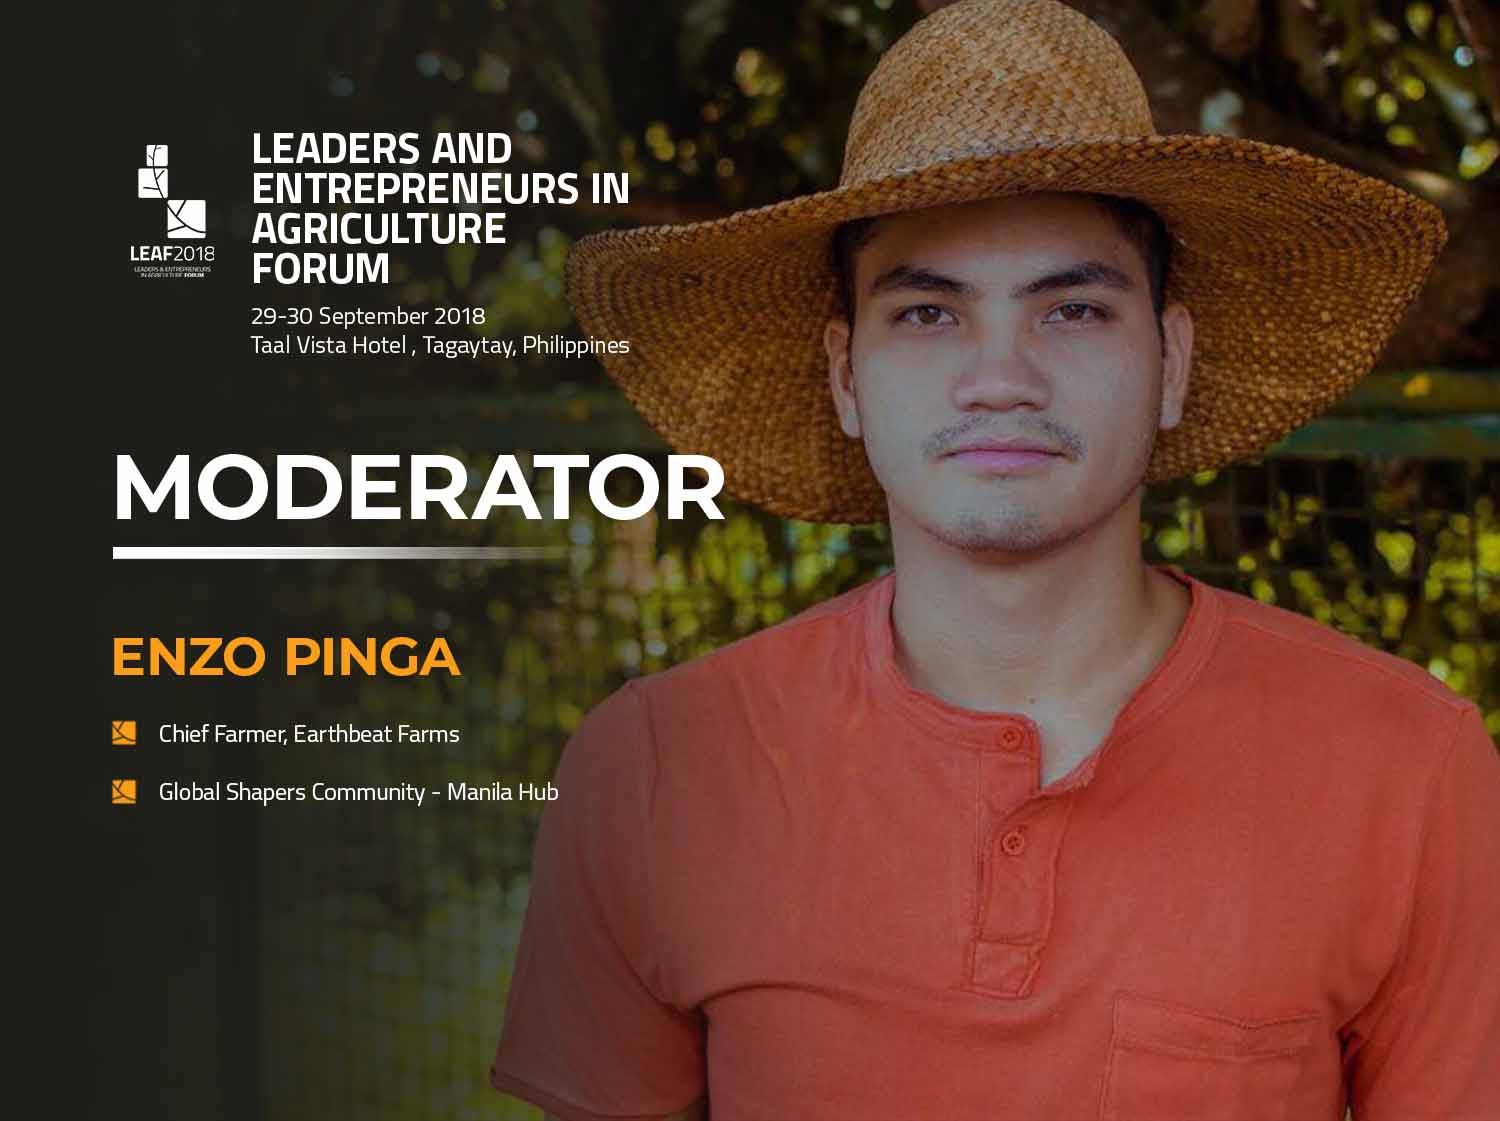 LEADERS AND
ENTREPRENEURS IN
AGRICULTURE
FORUM
29-30 September 2018
Taal Vista Hotel , Tagaytay, Philippines
LEAF2018
LEADERS & ENTREPRENEURS
IN AGRICULTURE FORUM
MODERATOR
ENZO PINGA
Chief Farmer, Earthbeat Farms
Global Shapers Community - Manila Hub